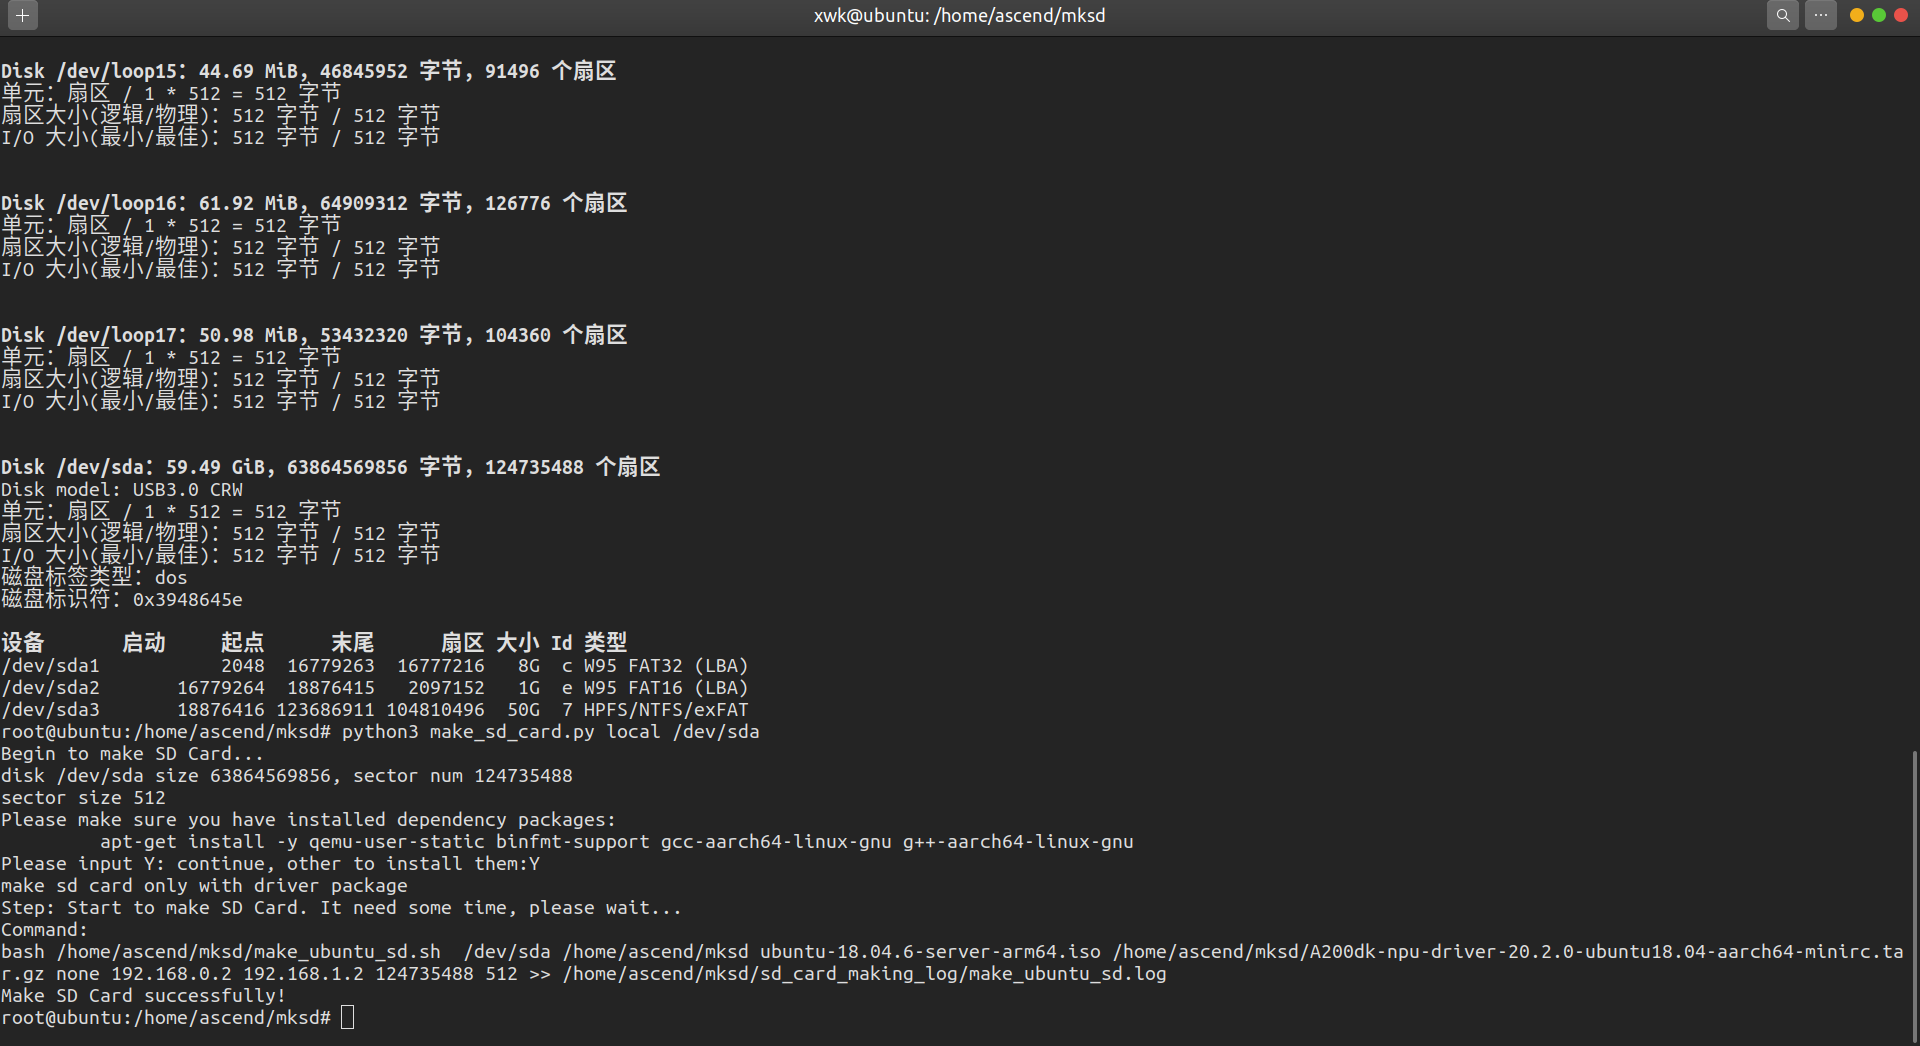 xwk@ubuntu: /home/ascend/mksd
Disk /dev/loop15：44.69 MiB，46845952 字节，91496 个扇区
单元：扇区 / 1 * 512 = 512 字节
扇区大小(逻辑/物理)：512 字节 / 512 字节
I/O 大小(最小/最佳)：512 字节 / 512 字节
Disk /dev/loop16：61.92 MiB，64909312 字节，126776 个扇区
单元：扇区 / 1 * 512 = 512 字节
扇区大小(逻辑/物理)：512 字节 / 512 字节
I/O 大小(最小/最佳)：512 字节 / 512 字节
Disk /dev/loop17：50.98 MiB，53432320 字节，104360 个扇区
单元：扇区 / 1 * 512 = 512 字节
扇区大小(逻辑/物理)：512 字节 / 512 字节
I/O 大小(最小/最佳)：512 字节 / 512 字节
Disk /dev/sda：59.49 GiB，63864569856 字节，124735488 个扇区
Disk model: USB3.0 CRW
单元：扇区 / 1 * 512 = 512 字节
扇区大小(逻辑/物理)：512 字节 / 512 字节
I/O 大小(最小/最佳)：512 字节 / 512 字节
磁盘标签类型：dos
磁盘标识符：0x3948645e
设备 启动 起点 末尾 扇区 大小 Id 类型
/dev/sda1 2048 16779263 16777216 8G c W95 FAT32 (LBA)
/dev/sda2 16779264 18876415 2097152 1G e W95 FAT16 (LBA)
/dev/sda3 18876416 123686911 104810496 50G 7 HPFS/NTFS/exFAT
root@ubuntu:/home/ascend/mksd# python3 make_sd_card.py local /dev/sda
Begin to make SD Card...
disk /dev/sda size 63864569856, sector num 124735488
sector size 512
Please make sure you have installed dependency packages:
apt-get install -y qemu-user-static binfmt-support gcc-aarch64-linux-gnu g++-aarch64-linux-gnu
Please input Y: continue, other to install them:Y
make sd card only with driver package
Step: Start to make SD Card. It need some time, please wait...
Command:
bash /home/ascend/mksd/make_ubuntu_sd.sh  /dev/sda /home/ascend/mksd ubuntu-18.04.6-server-arm64.iso /home/ascend/mksd/A200dk-npu-driver-20.2.0-ubuntu18.04-aarch64-minirc.ta
r.gz none 192.168.0.2 192.168.1.2 124735488 512 >> /home/ascend/mksd/sd_card_making_log/make_ubuntu_sd.log
Make SD Card successfully!
root@ubuntu:/home/ascend/mksd#